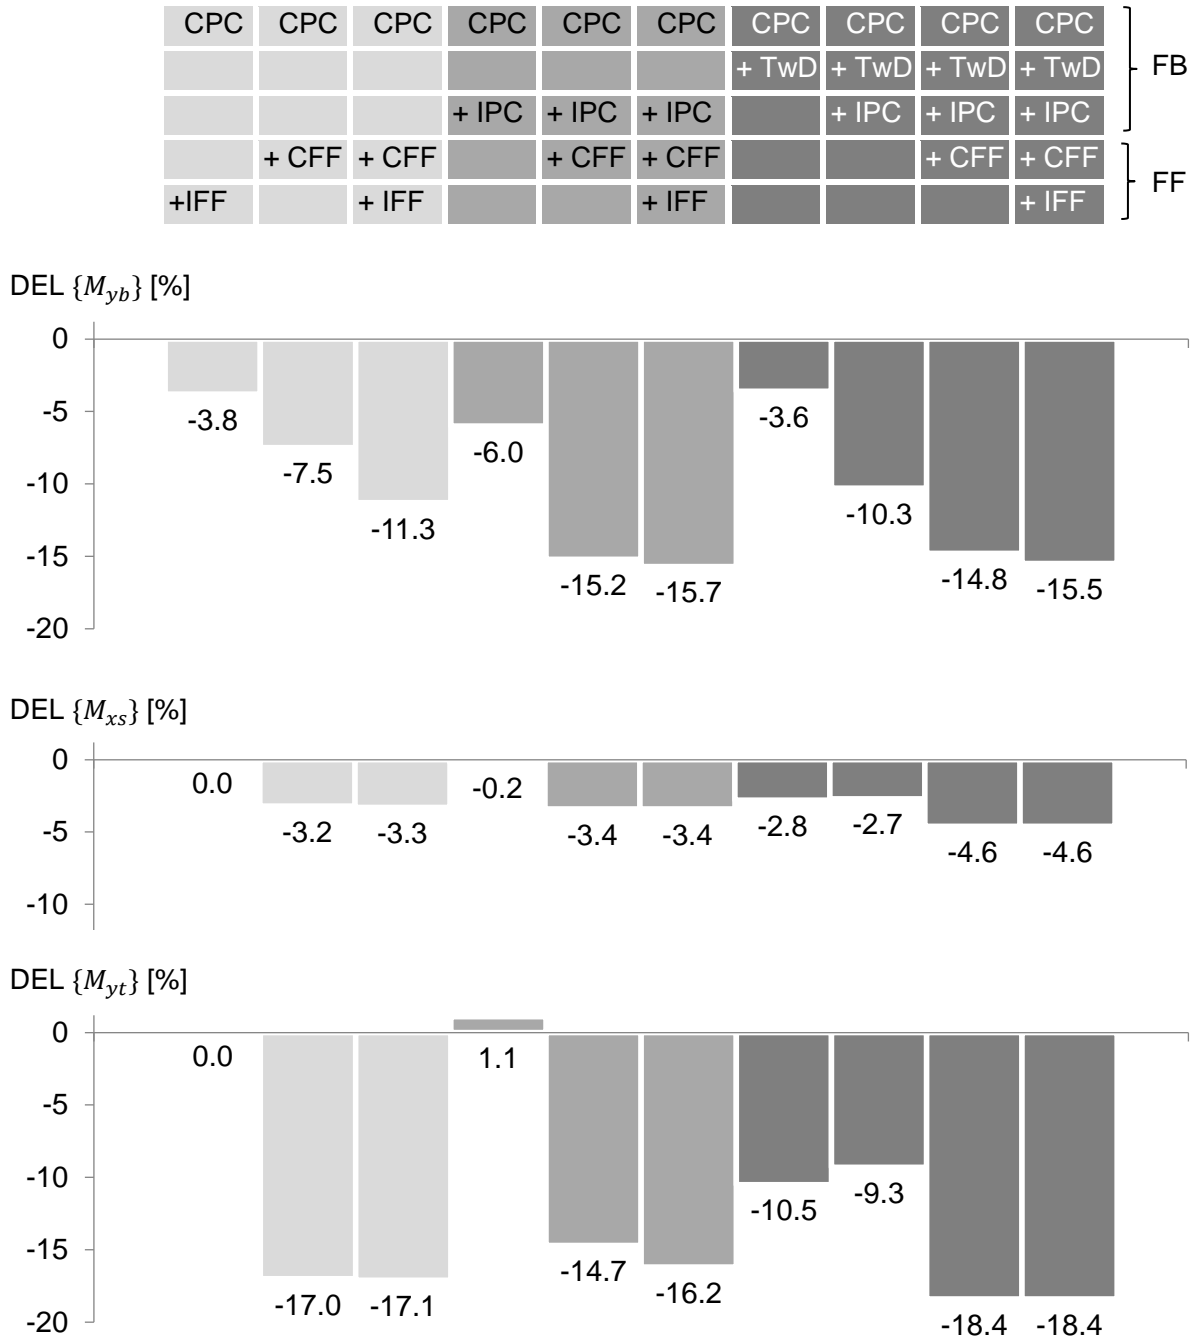 CPC CPC CPC CPC CPC CPC CPC CPC CPC CPC
+ TwD + TwD + TwD + TwD
FB
+ IPC + IPC + IPC + IPC + IPC + IPC
+ CFF + CFF + CFF + CFF + CFF + CFF
FF
+IFF + IFF + IFF + IFF
DEL {M_yb} [%]
0
-5
-10
-15
-20
-3.8 -7.5 -11.3 -6.0 -15.2 -15.7 -3.6 -10.3 -14.8 -15.5
DEL {M_xs} [%]
0
-5
-10
0.0 -3.2 -3.3 -0.2 -3.4 -3.4 -2.8 -2.7 -4.6 -4.6
DEL {M_yt} [%]
0
-5
-10
-15
-20
0.0 -17.0 -17.1 1.1 -14.7 -16.2 -10.5 -9.3 -18.4 -18.4